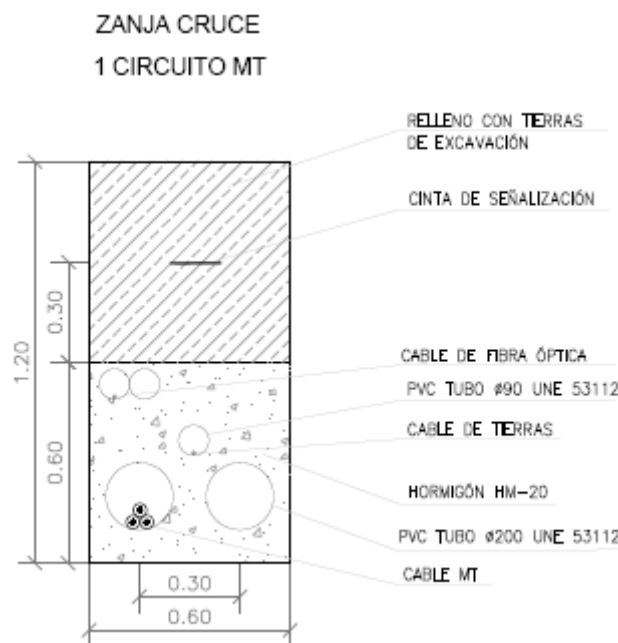 ZANJA CRUCE
1 CIRCUITO MT
RELLENO CON TIERRAS
DE EXCAVACIÓN
CINTA DE SEÑALIZACIÓN
0.30
1.20
CABLE DE FIBRA ÓPTICA
PVC TUBO ø90 UNE 53112
CABLE DE TIERRAS
0.60
HORMIGÓN HM-20
PVC TUBO ø200 UNE 53112
CABLE MT
0.30
0.60